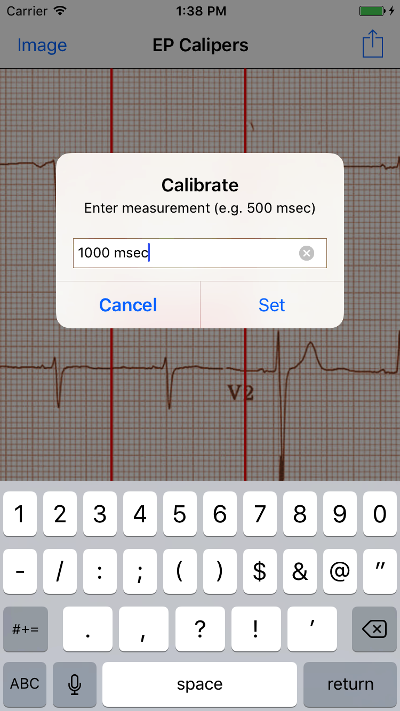 Carrier 1:38 PM
Image EP Calipers
Calibrate
Enter measurement (e.g. 500 msec)
1000 msec
Cancel Set
V2
1 2 3 4 5 6 7 8 9 0
- / : ; ( ) $ & @ "
#+= . , ? ! ' 
ABC space return